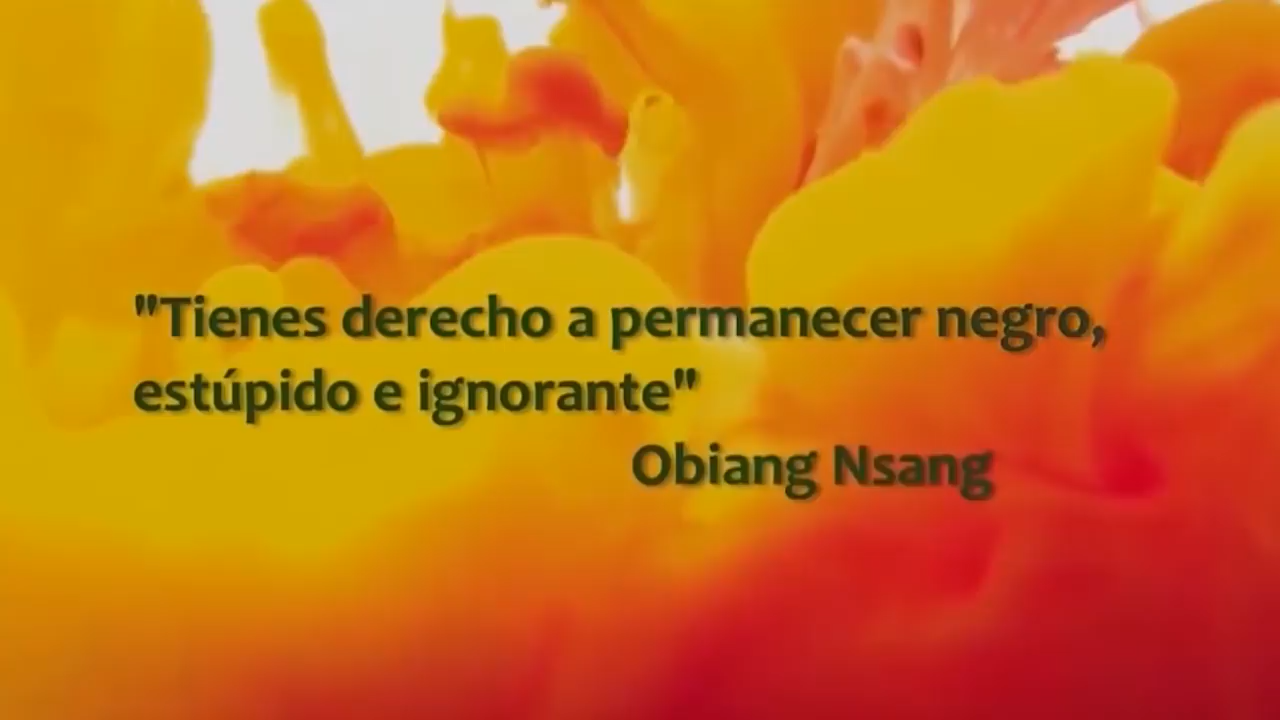 "Tienes derecho a permanecer negro,
estúpido e ignorante"
Obiang Nsang